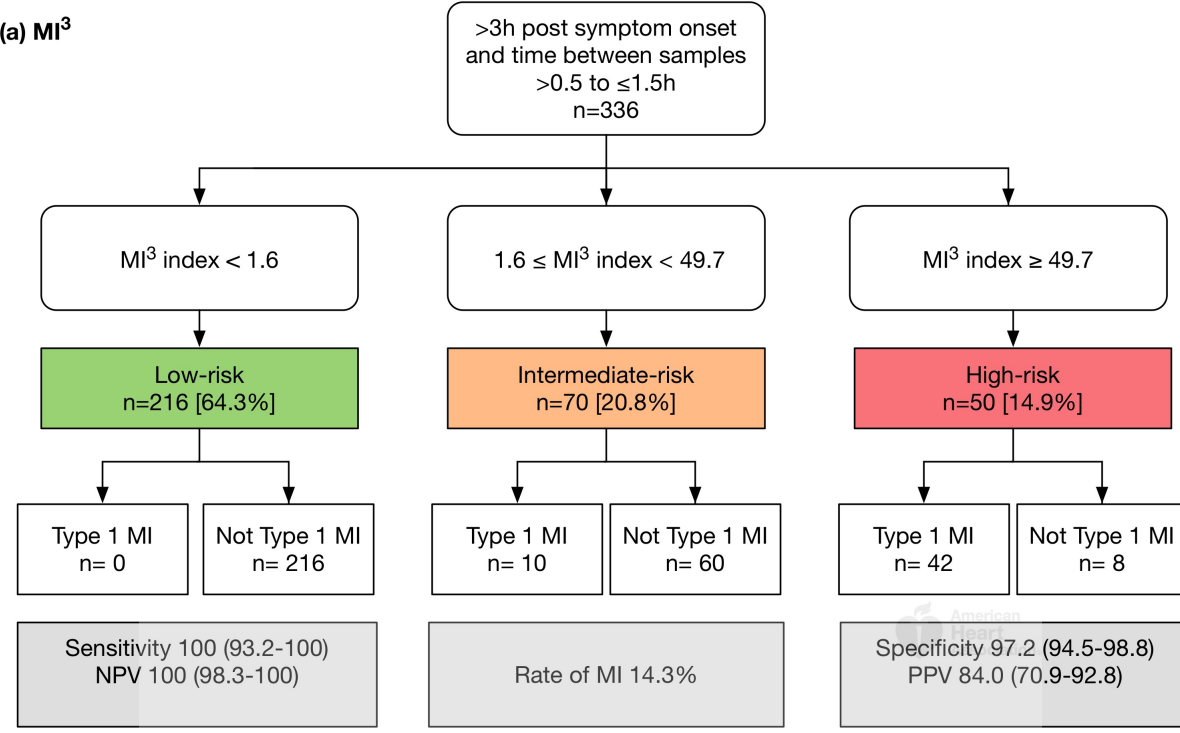 (a) MI³
>3h post symptom onset
and time between samples
>0.5 to ≤1.5h
n=336
MI³ index < 1.6
1.6 ≤ MI³ index < 49.7
MI³ index ≥ 49.7
Low-risk
n=216 [64.3%]
Intermediate-risk
n=70 [20.8%]
High-risk
n=50 [14.9%]
Type 1 MI
n= 0
Not Type 1 MI
n= 216
Type 1 MI
n= 10
Not Type 1 MI
n= 60
Type 1 MI
n= 42
Not Type 1 MI
n= 8
Sensitivity 100 (93.2-100)
NPV 100 (98.3-100)
Rate of MI 14.3%
American
Heart
Specificity 97.2 (94.5-98.8)
PPV 84.0 (70.9-92.8)